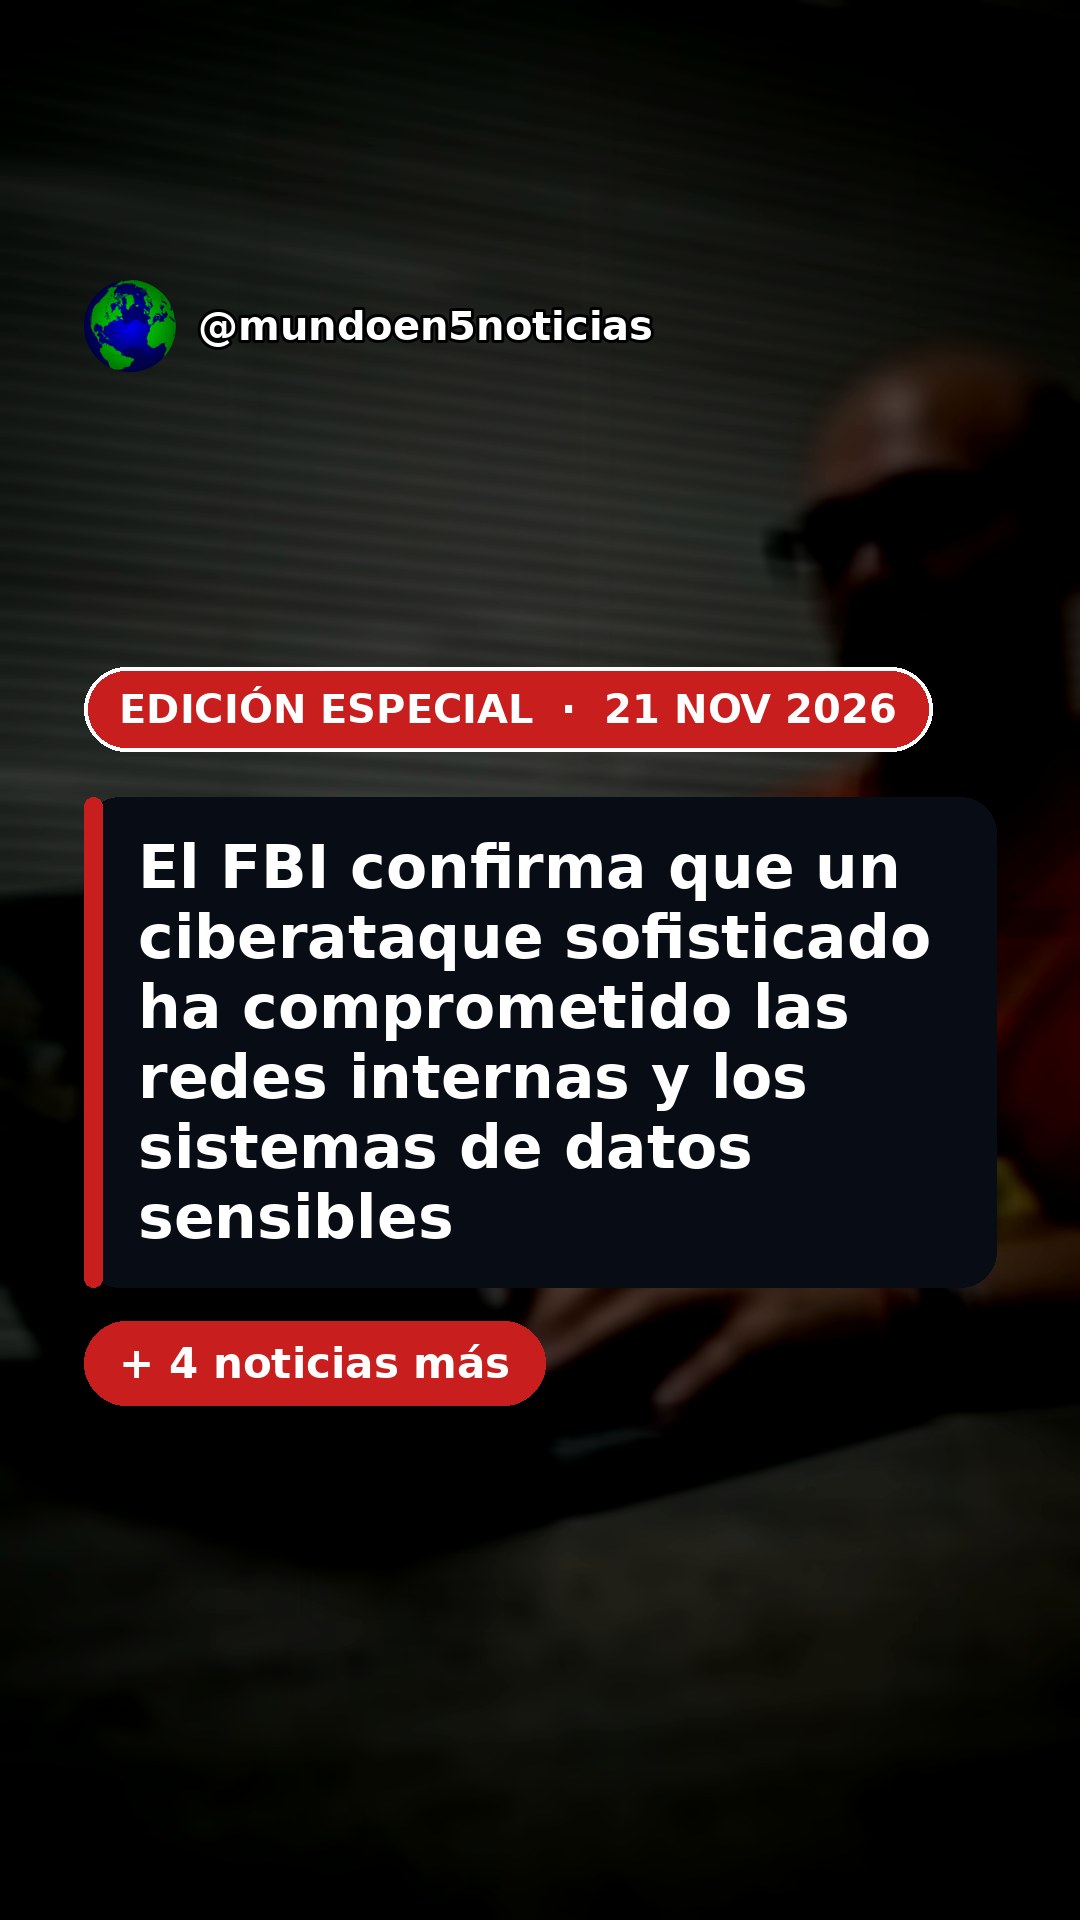 @mundoen5noticias
EDICIÓN ESPECIAL · 21 NOV 2026
El FBI confirma que un
ciberataque sofisticado
ha comprometido las
redes internas y los
sistemas de datos
sensibles
+ 4 noticias más